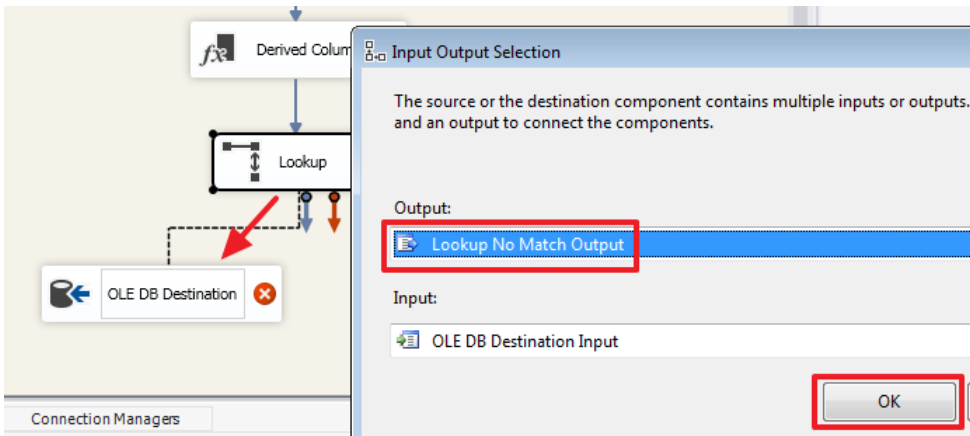 Derived Colum
Input Output Selection
The source or the destination component contains multiple inputs or outputs.
and an output to connect the components.
Lookup
Output:
Lookup No Match Output
OLE DB Destination
Input:
OLE DB Destination Input
OK
Connection Managers